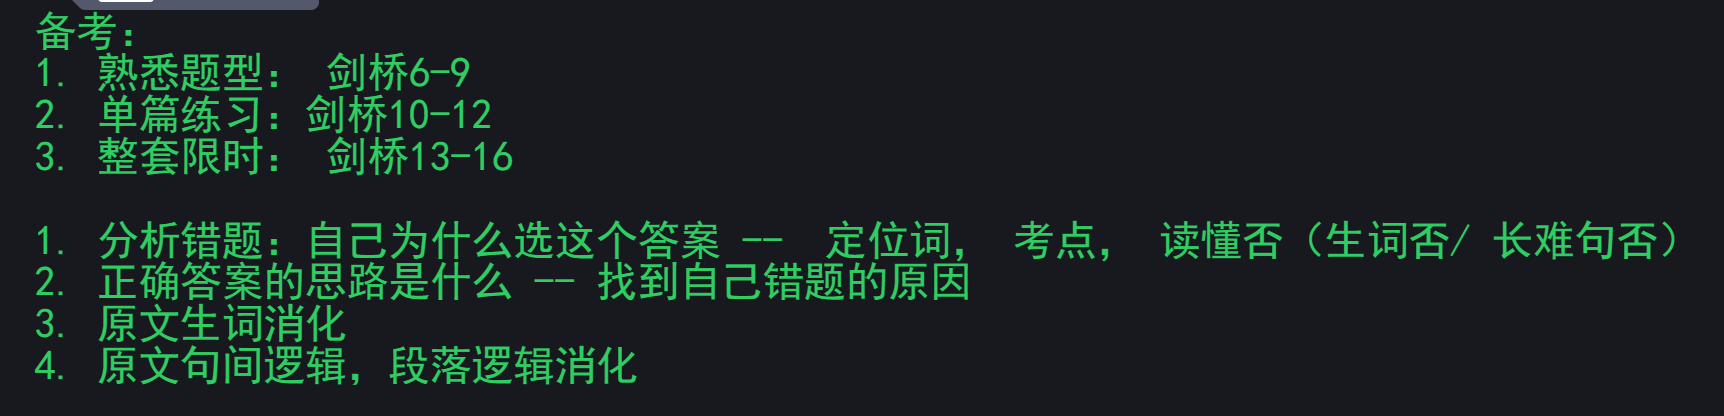 备考：
1. 熟悉题型： 剑桥6-9
2. 单篇练习：剑桥10-12
3. 整套限时： 剑桥13-16
1. 分析错题：自己为什么选这个答案 --  定位词， 考点， 读懂否（生词否/ 长难句否）
2. 正确答案的思路是什么 -- 找到自己错题的原因
3. 原文生词消化
4. 原文句间逻辑，段落逻辑消化